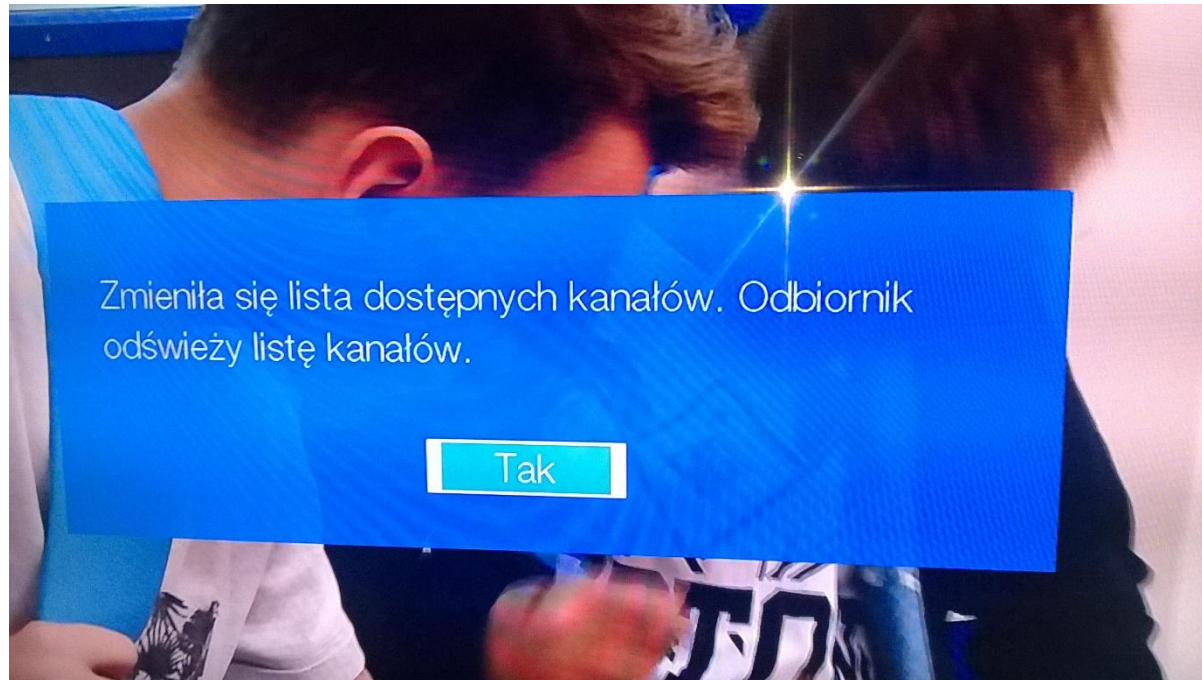 Zmieniła się lista dostępnych kanałów. Odbiornik
odświeży listę kanałów.
Tak